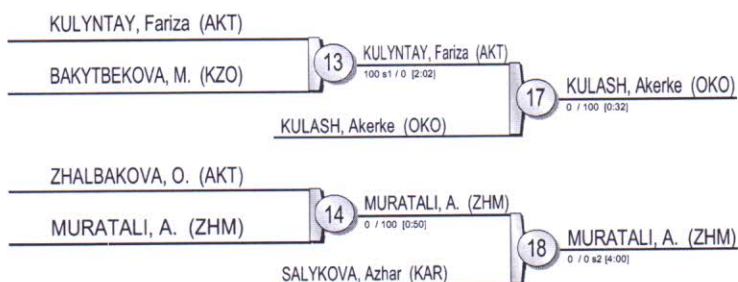 KULYNTAY, Fariza (AKT)
BAKYTBEKOVA, M. (KZO)
13
KULYNTAY, Fariza (AKT)
100 s1 / 0 [2:02]
KULASH, Akerke (OKO)
17
KULASH, Akerke (OKO)
0 / 100 [0:32]
ZHALBAKOVA, O. (AKT)
MURATALI, A. (ZHM)
14
MURATALI, A. (ZHM)
0 / 100 [0:50]
SALYKOVA, Azhar (KAR)
18
MURATALI, A. (ZHM)
0 / 0 s2 [4:00]